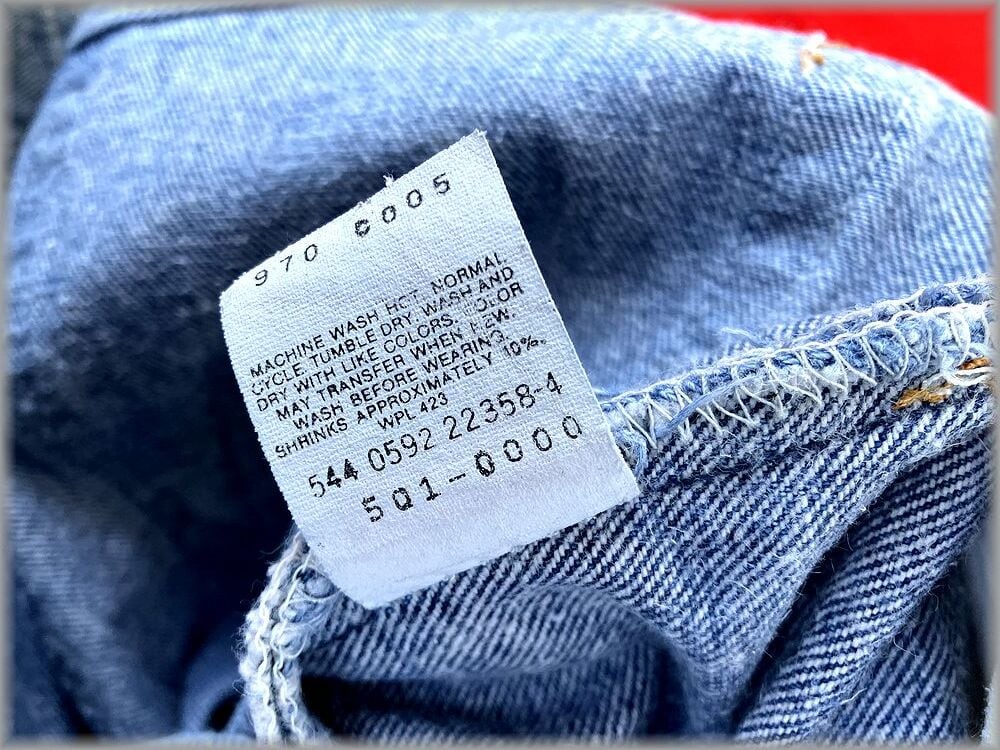 970 0005
MACHINE WASH HOT, NORMAL
CYCLE. TUMBLE DRY. WASH AND
DRY WITH LIKE COLORS. COLOR
MAY TRANSFER WHEN NEW.
WASH BEFORE WEARING.
SHRINKS APPROXIMATELY 10%.
WPL 423
544 0592 22358-4
501-0000